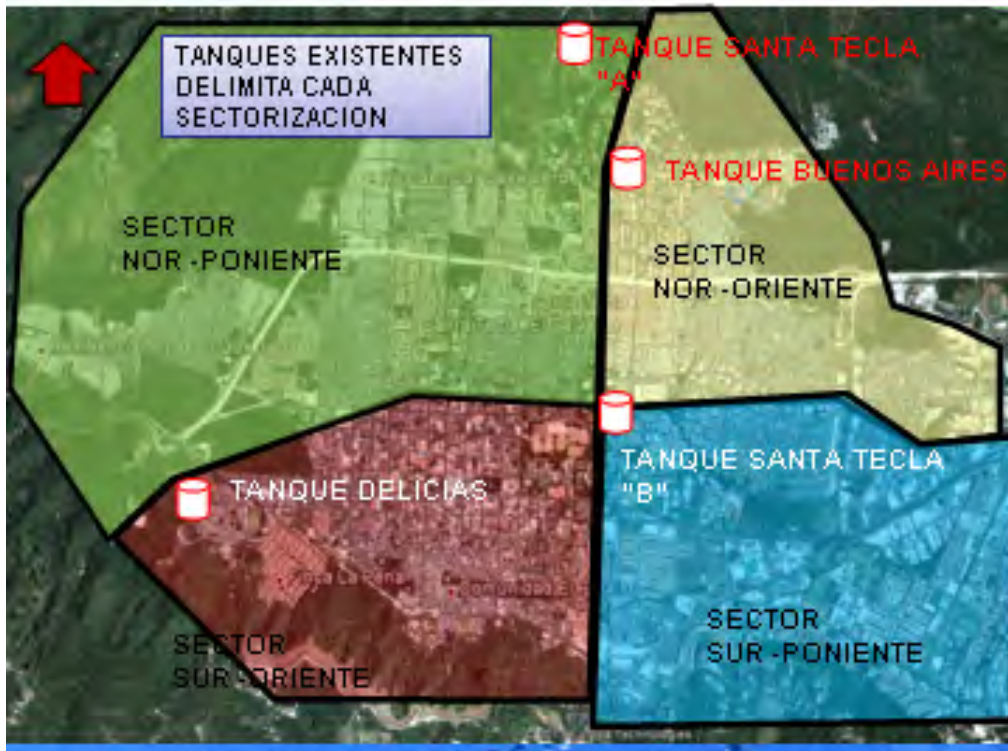 TANQUES EXISTENTES
DELIMITA CADA
SECTORIZACION
TANQUE SANTA TECLA
"A"
TANQUE BUENOS AIRES
SECTOR
NOR -PONIENTE
SECTOR
NOR -ORIENTE
TANQUE SANTA TECLA
"B"
TANQUE DELICIAS
SECTOR
SUR -ORIENTE
SECTOR
SUR -PONIENTE